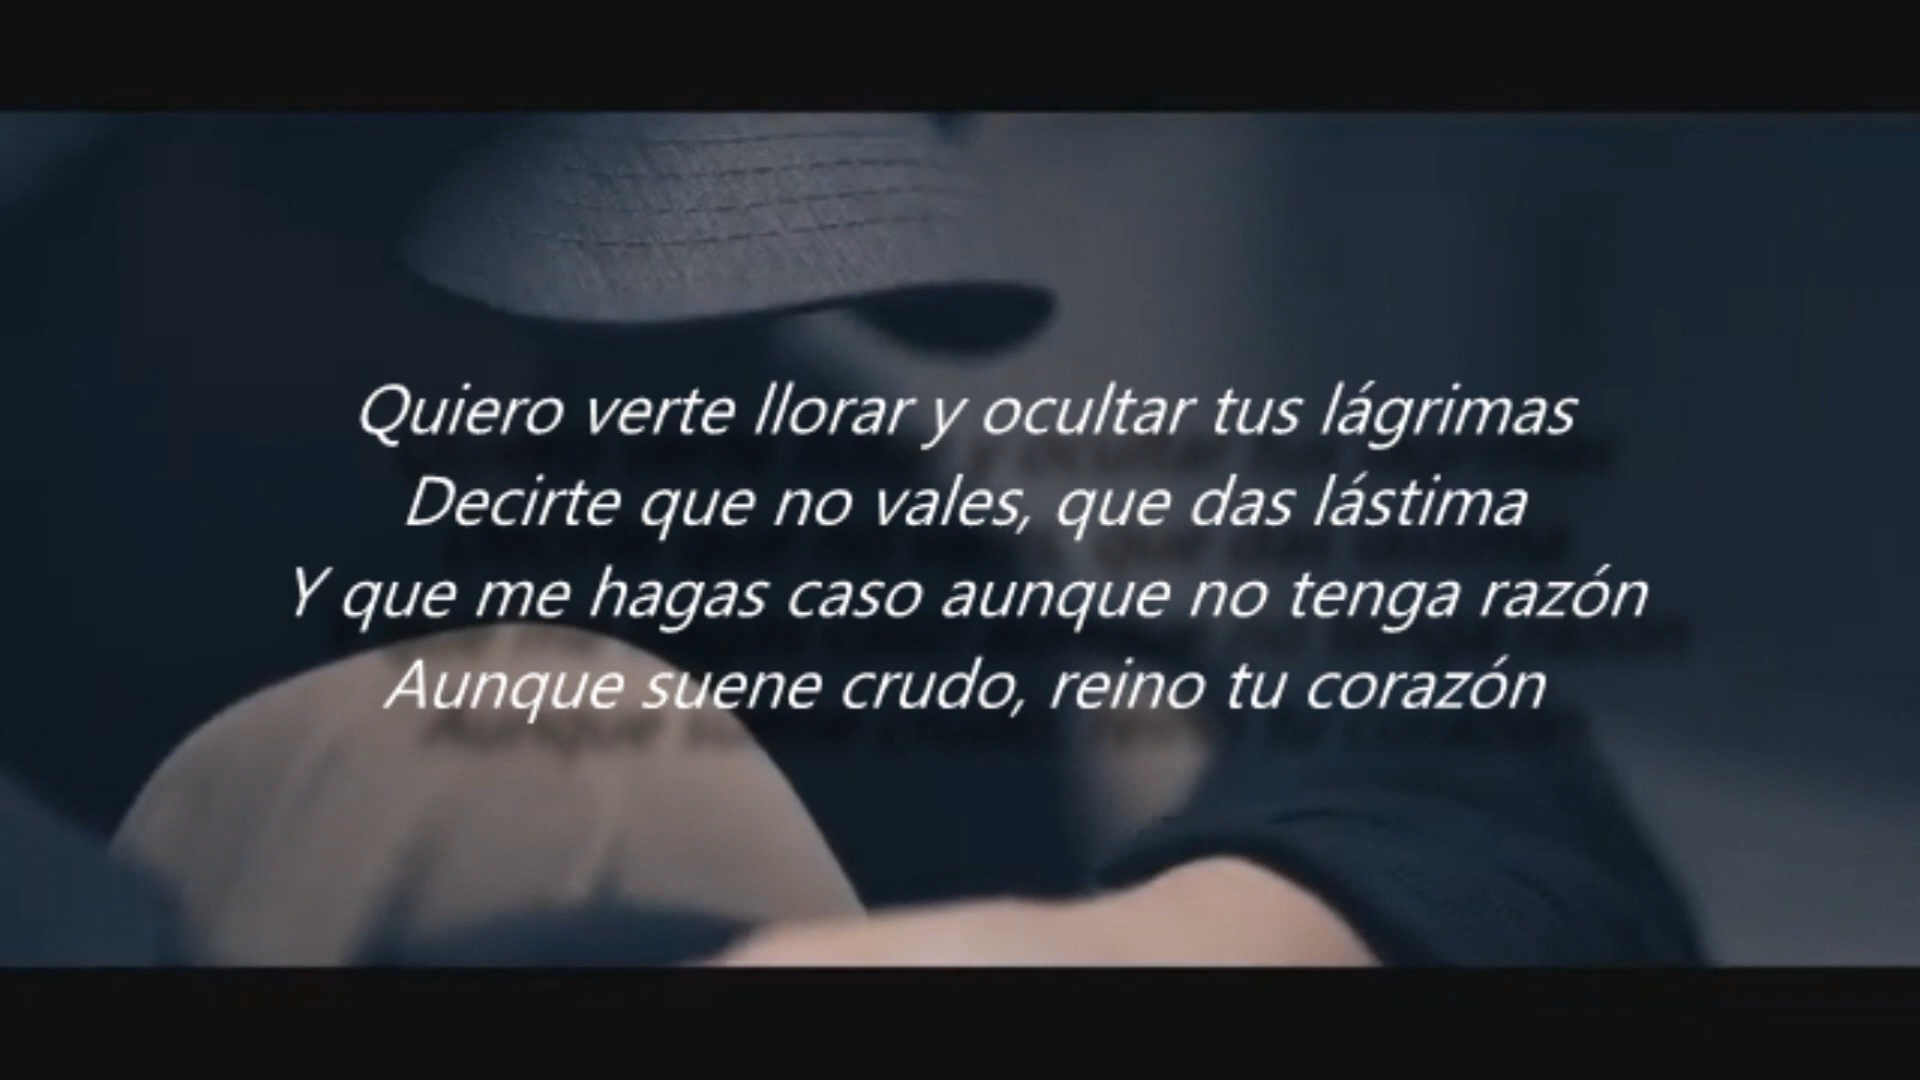 Quiero verte llorar y ocultar tus lágrimas
Decirte que no vales, que das lástima
Y que me hagas caso aunque no tenga razón
Aunque suene crudo, reino tu corazón